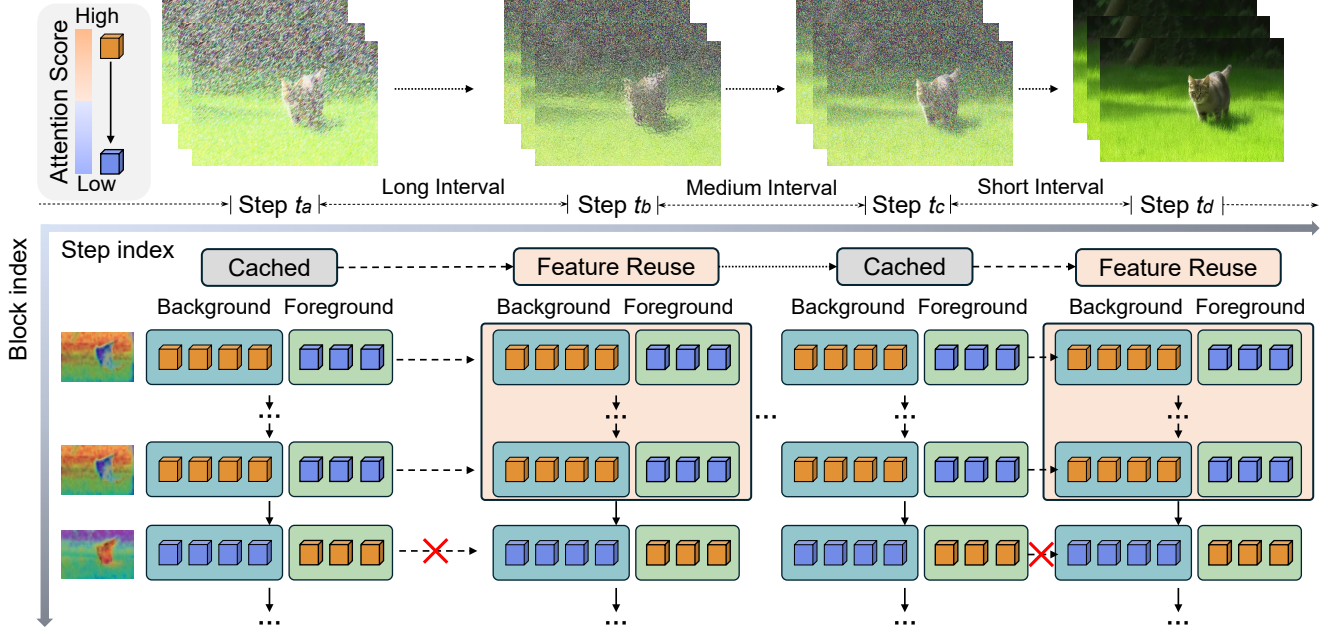 High
Attention Score
Low
Long Interval
Medium Interval
Short Interval
Step ta
Step tb
Step tc
Step td
Block index
Step index
Cached
Feature Reuse
Cached
Feature Reuse
Background Foreground
Background Foreground
Background Foreground
Background Foreground
...
...
...
...
...
...
...
...
...